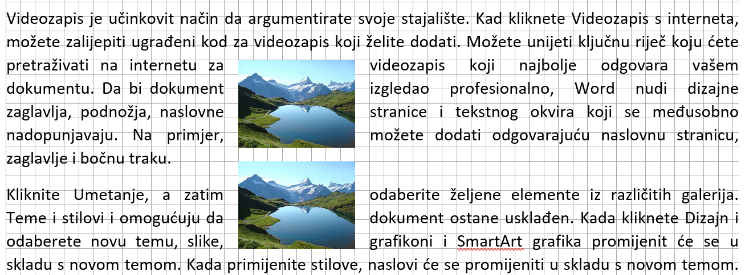 Videozapis je učinkovit način da argumentirate svoje stajalište. Kad kliknete Videozapis s interneta,
možete zalijepiti ugrađeni kod za videozapis koji želite dodati. Možete unijeti ključnu riječ koju ćete
pretraživati na internetu za videozapis koji najbolje odgovara vašem
dokumentu. Da bi dokument izgledao profesionalno, Word nudi dizajne
zaglavlja, podnožja, naslovne stranice i tekstnog okvira koji se međusobno
nadopunjavaju. Na primjer, možete dodati odgovarajuću naslovnu stranicu,
zaglavlje i bočnu traku.
Kliknite Umetanje, a zatim odaberite željene elemente iz različitih galerija.
Teme i stilovi i omogućuju da dokument ostane usklađen. Kada kliknete Dizajn i
odaberete novu temu, slike, grafikoni i SmartArt grafika promijenit će se u
skladu s novom temom. Kada primijenite stilove, naslovi će se promijeniti u skladu s novom temom.